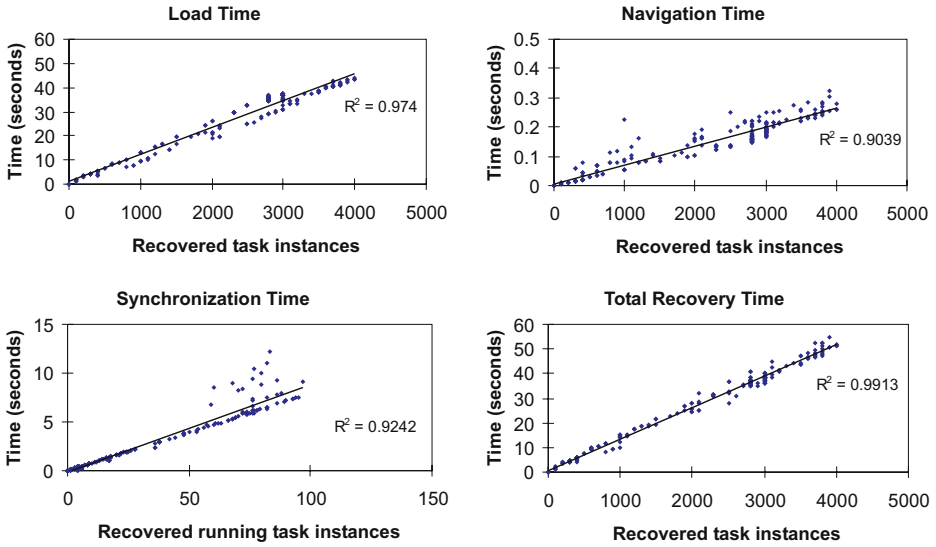 Load Time
Time (seconds)
60
50
40
30
20
10
0
R² = 0.974
0 1000 2000 3000 4000 5000
Recovered task instances
Navigation Time
Time (seconds)
0.5
0.4
0.3
0.2
0.1
0
R² = 0.9039
0 1000 2000 3000 4000 5000
Recovered task instances
Synchronization Time
Time (seconds)
15
10
5
0
R² = 0.9242
0 50 100 150
Recovered running task instances
Total Recovery Time
Time (seconds)
60
50
40
30
20
10
0
R² = 0.9913
0 1000 2000 3000 4000 5000
Recovered task instances